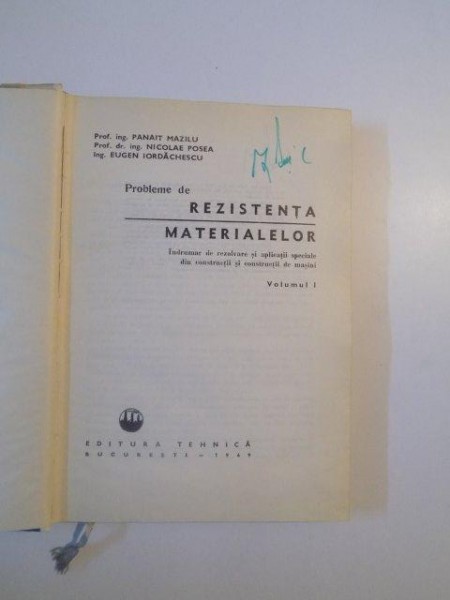 Prof. ing. PANAIT MAZILU
Prof. dr. ing. NICOLAE POSEA
Ing. EUGEN IORDĂCHESCU
Probleme de
REZISTENȚA
MATERIALELOR
Îndrumar de rezolvare și aplicații speciale
din construcții și construcții de mașini
Volumul I
EDITURA TEHNICĂ
BUCUREȘTI – 1969